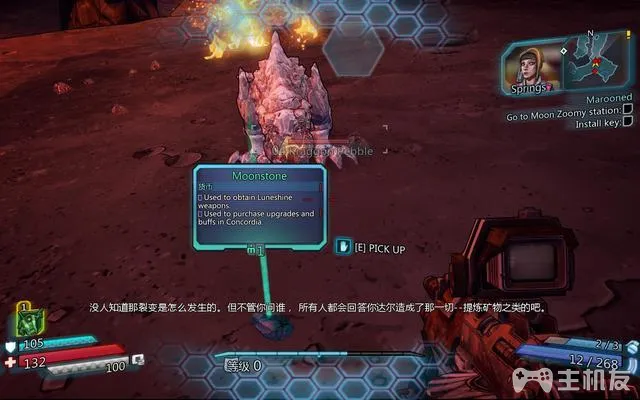 N
Springs
Marooned
Go to Moon Zoomy station:
Install key:
Moonstone
货币
Used to obtain Luneshine
weapons.
Used to purchase upgrades and
buffs in Concordia.
1
[E] PICK UP
没人知道那裂变是怎么发生的。但不管你问谁，所有人都会回答你达尔造成了那一切--提炼矿物之类的吧。
1
105
132
100
等级 0
2 / 3
12 / 268
主机友